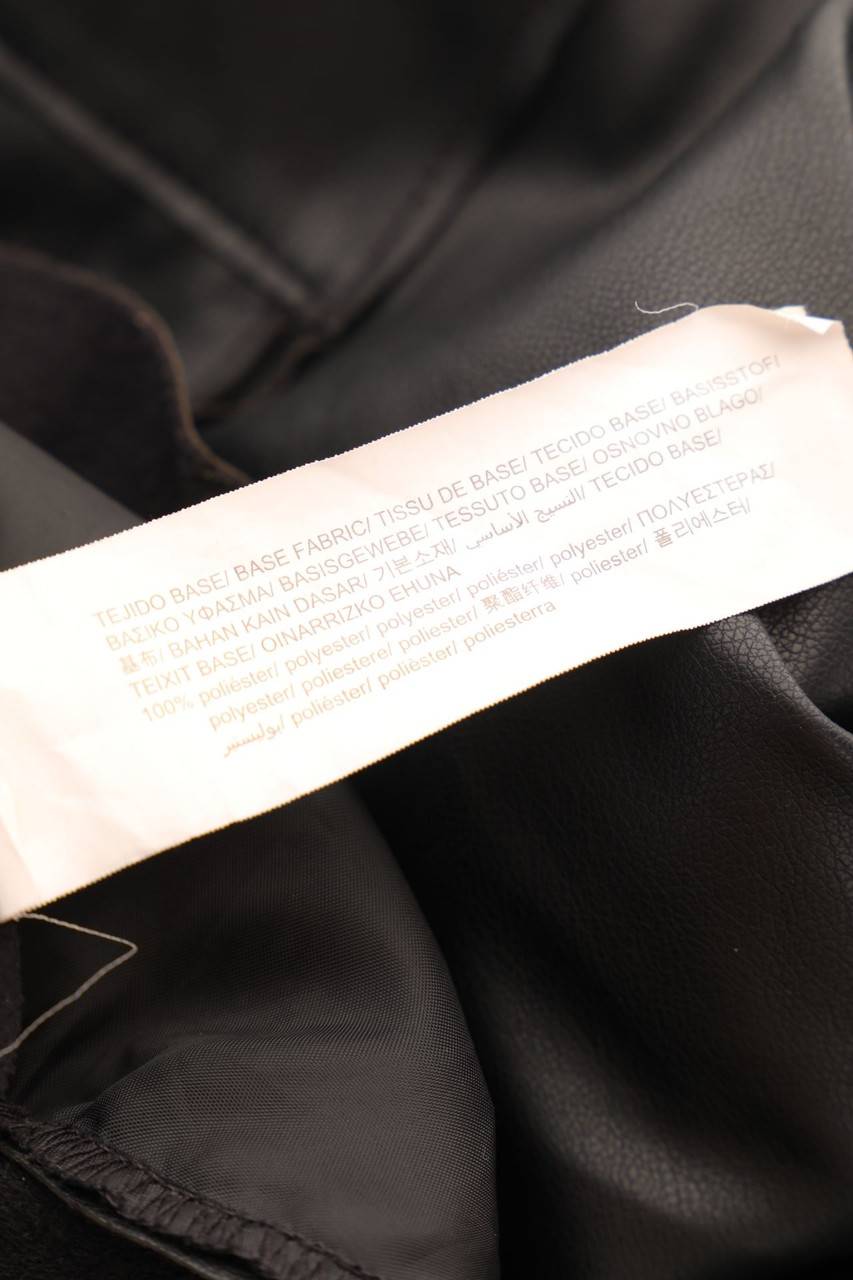 TEJIDO BASE/ BASE FABRIC/ TISSU DE BASE/ TECIDO BASE/ BASISSTOF/
ΒΑΣΙΚΟ ΥΦΑΣΜΑ/ BASISGEWEBE/ TESSUTO BASE/ OSNOVNO BLAGO/
基布/ BAHAN KAIN DASAR/ 기본소재/ النسيج الأساسي/ TECIDO BASE/
TEIXIT BASE/ OINARRIZKO EHUNA
100% poliéster/ polyester/ polyester/ poliéster/ polyester/ ΠΟΛΥΕΣΤΕΡΑΣ/
polyester/ poliestere/ poliester/ 聚酯纤维/ poliester/ 폴리에스터/
بوليستر/ poliéster/ polièster/ poliesterra